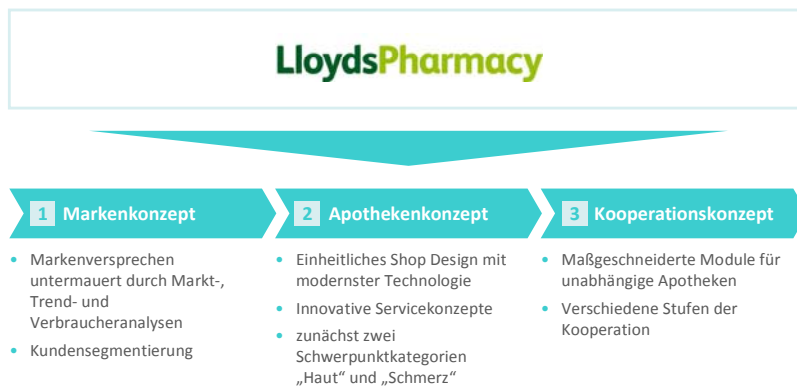 LloydsPharmacy
1 Markenkonzept
• Markenversprechen
untermauert durch Markt-,
Trend- und
Verbraucheranalysen
• Kundensegmentierung
2 Apothekenkonzept
• Einheitliches Shop Design mit
modernster Technologie
• Innovative Servicekonzepte
• zunächst zwei
Schwerpunktkategorien
„Haut“ und „Schmerz“
3 Kooperationskonzept
• Maßgeschneiderte Module für
unabhängige Apotheken
• Verschiedene Stufen der
Kooperation